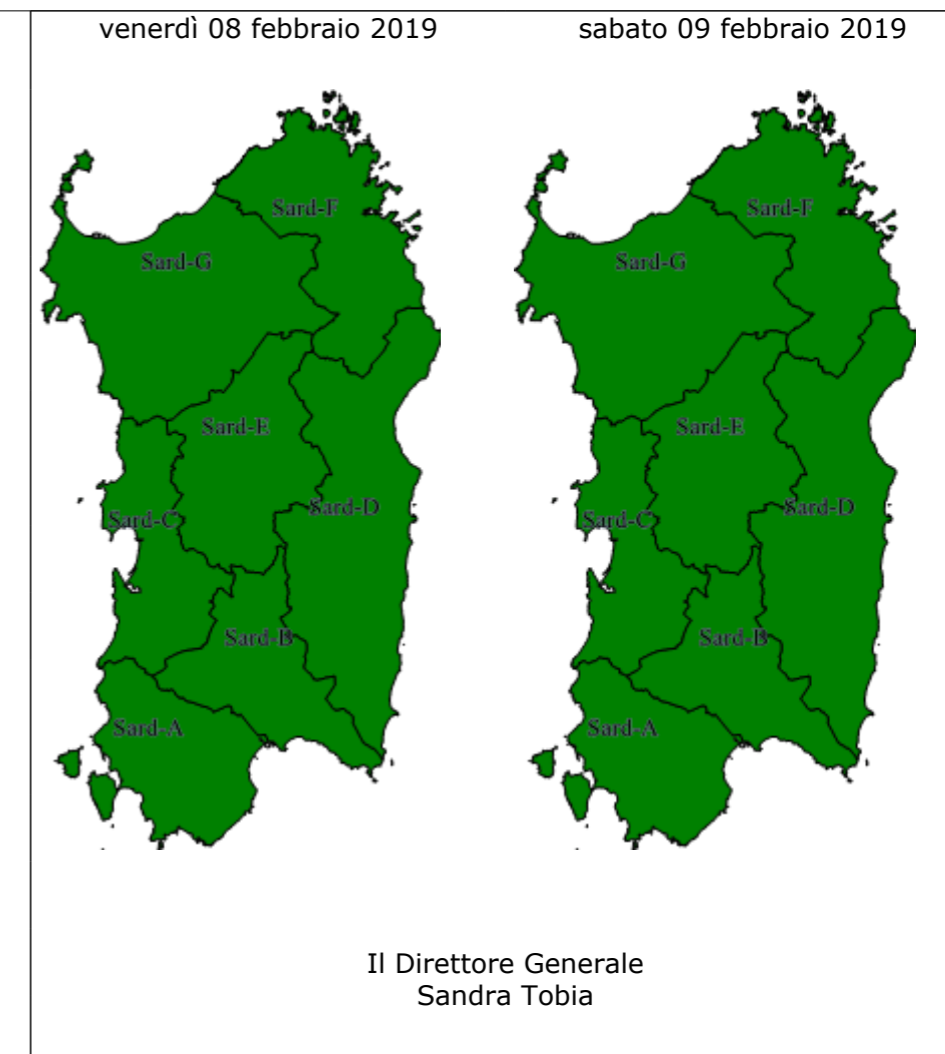 venerdì 08 febbraio 2019
sabato 09 febbraio 2019
Sard-F
Sard-G
Sard-E
Sard-D
Sard-C
Sard-B
Sard-A
Sard-F
Sard-G
Sard-E
Sard-D
Sard-C
Sard-B
Sard-A
Il Direttore Generale
Sandra Tobia